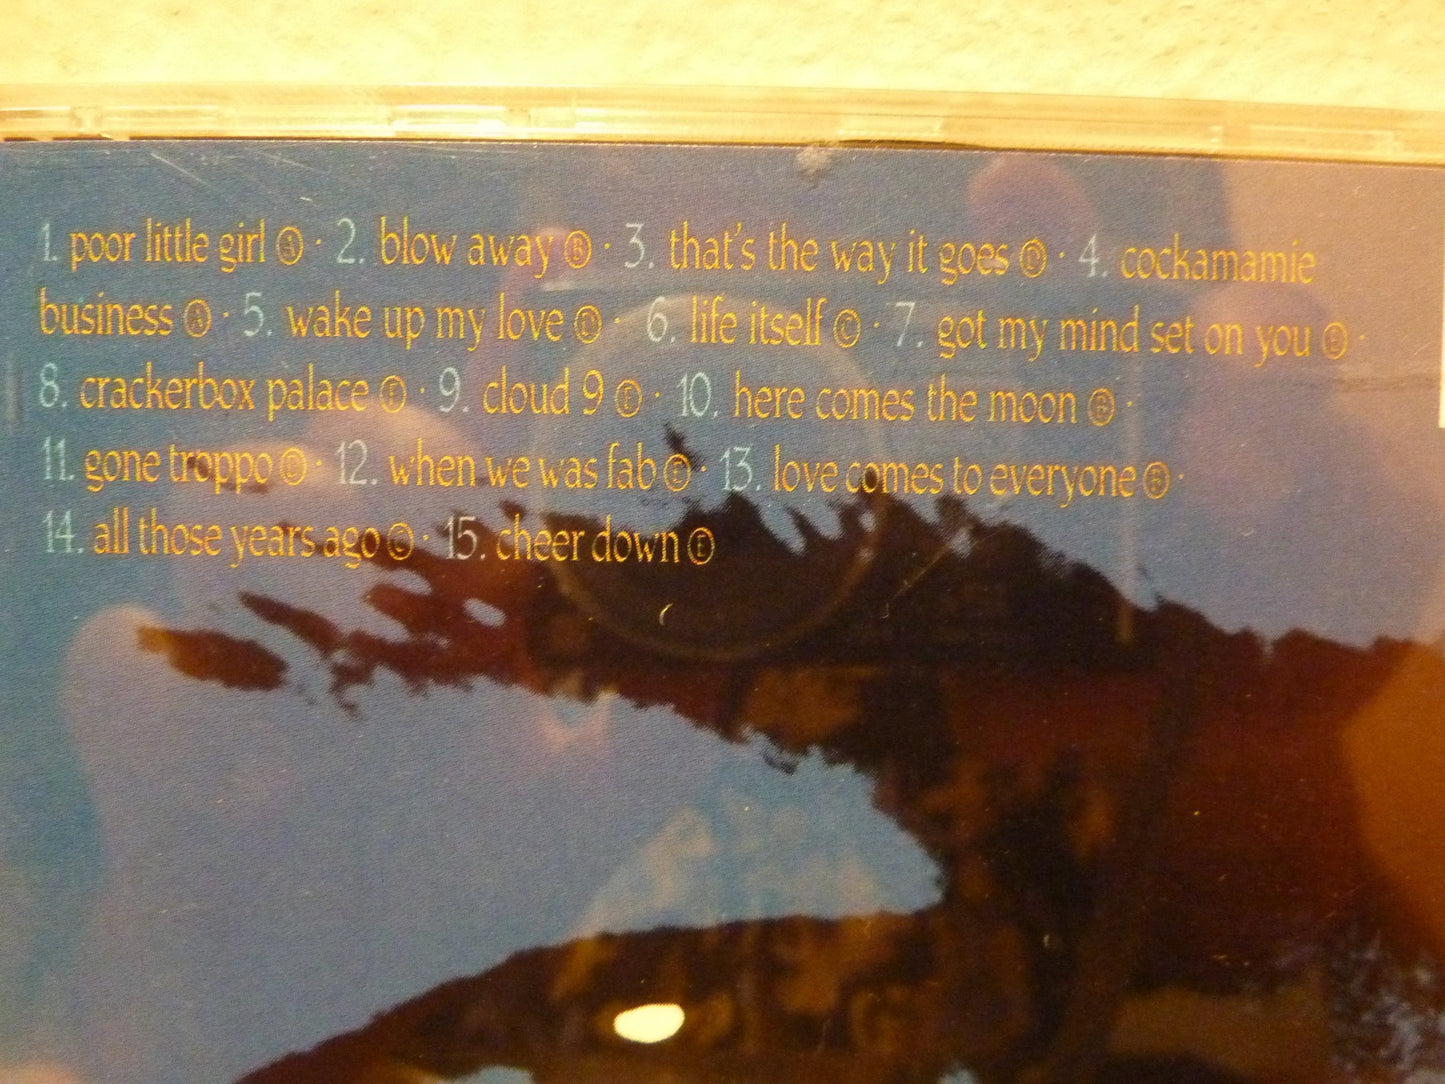 1. poor little girl Ⓐ · 2. blow away Ⓑ · 3. that's the way it goes Ⓓ · 4. cockamamie
business Ⓐ · 5. wake up my love Ⓓ · 6. life itself Ⓒ · 7. got my mind set on you Ⓔ ·
8. crackerbox palace Ⓕ · 9. cloud 9 Ⓔ · 10. here comes the moon Ⓑ ·
11. gone troppo Ⓓ · 12. when we was fab Ⓔ · 13. love comes to everyone Ⓑ ·
14. all those years ago Ⓒ · 15. cheer down Ⓕ